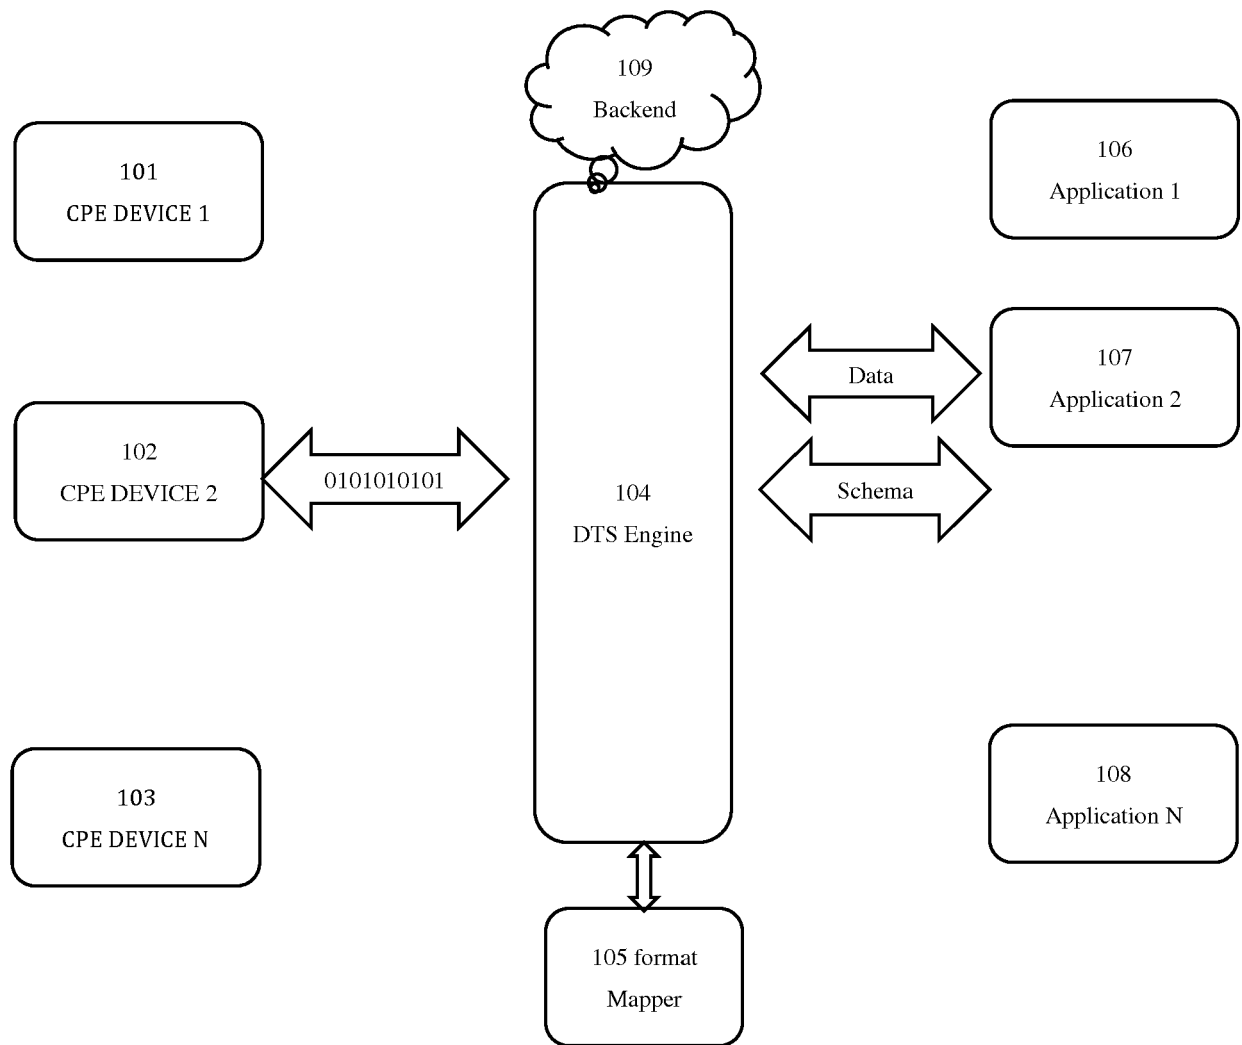 109
Backend
101
CPE DEVICE 1
106
Application 1
107
Application 2
Data
102
CPE DEVICE 2
0101010101
104
DTS Engine
Schema
103
CPE DEVICE N
108
Application N
105 format
Mapper